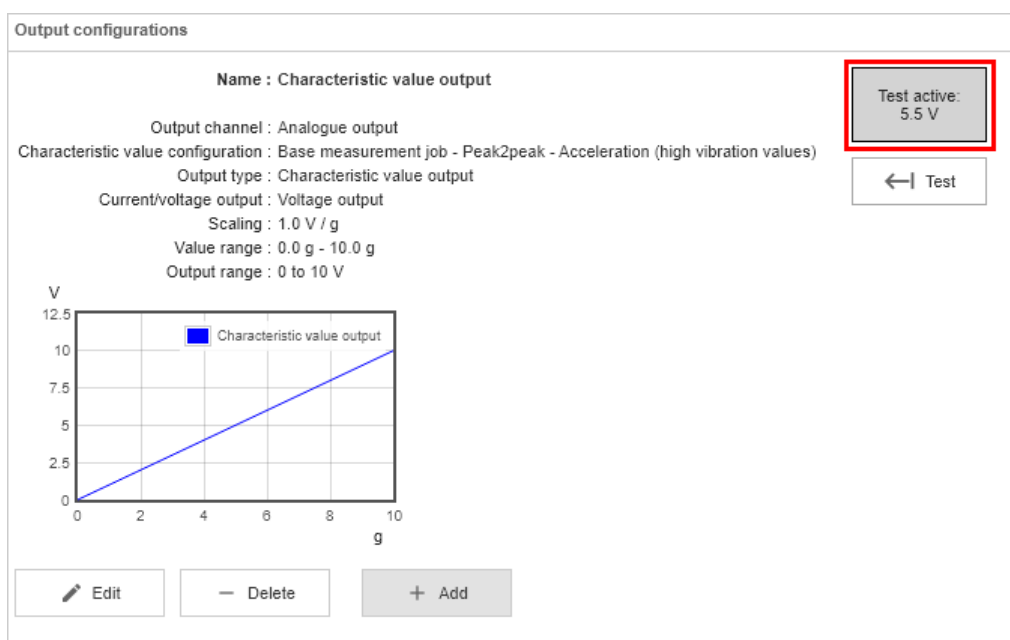 Output configurations
Name : Characteristic value output
Test active:
5.5 V
Output channel : Analogue output
Characteristic value configuration : Base measurement job - Peak2peak - Acceleration (high vibration values)
Output type : Characteristic value output
Test
Current/voltage output : Voltage output
Scaling : 1.0 V / g
Value range : 0.0 g - 10.0 g
Output range : 0 to 10 V
V
12.5
Characteristic value output
10
7.5
5
2.5
0
0 2 4 6 8 10
g
Edit
Delete
Add